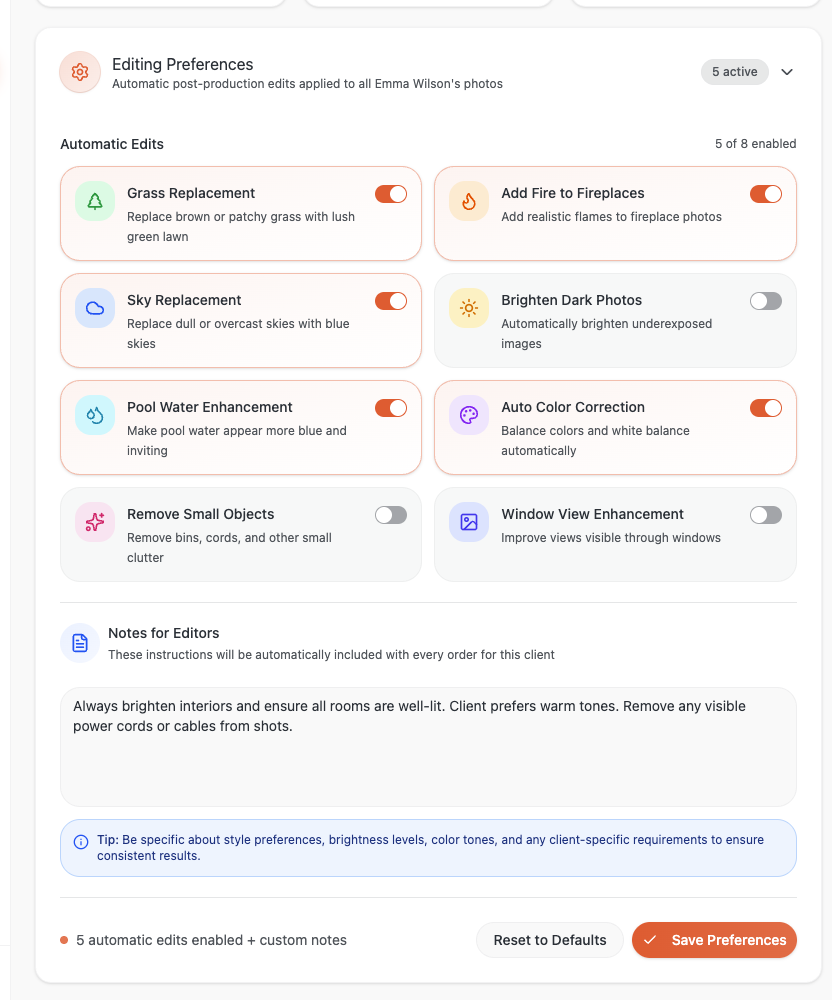 Editing Preferences
Automatic post-production edits applied to all Emma Wilson's photos
5 active
Automatic Edits
5 of 8 enabled
Grass Replacement
Replace brown or patchy grass with lush
green lawn
Add Fire to Fireplaces
Add realistic flames to fireplace photos
Sky Replacement
Replace dull or overcast skies with blue
skies
Brighten Dark Photos
Automatically brighten underexposed
images
Pool Water Enhancement
Make pool water appear more blue and
inviting
Auto Color Correction
Balance colors and white balance
automatically
Remove Small Objects
Remove bins, cords, and other small
clutter
Window View Enhancement
Improve views visible through windows
Notes for Editors
These instructions will be automatically included with every order for this client
Always brighten interiors and ensure all rooms are well-lit. Client prefers warm tones. Remove any visible
power cords or cables from shots.
Tip: Be specific about style preferences, brightness levels, color tones, and any client-specific requirements to ensure
consistent results.
5 automatic edits enabled + custom notes
Reset to Defaults
Save Preferences